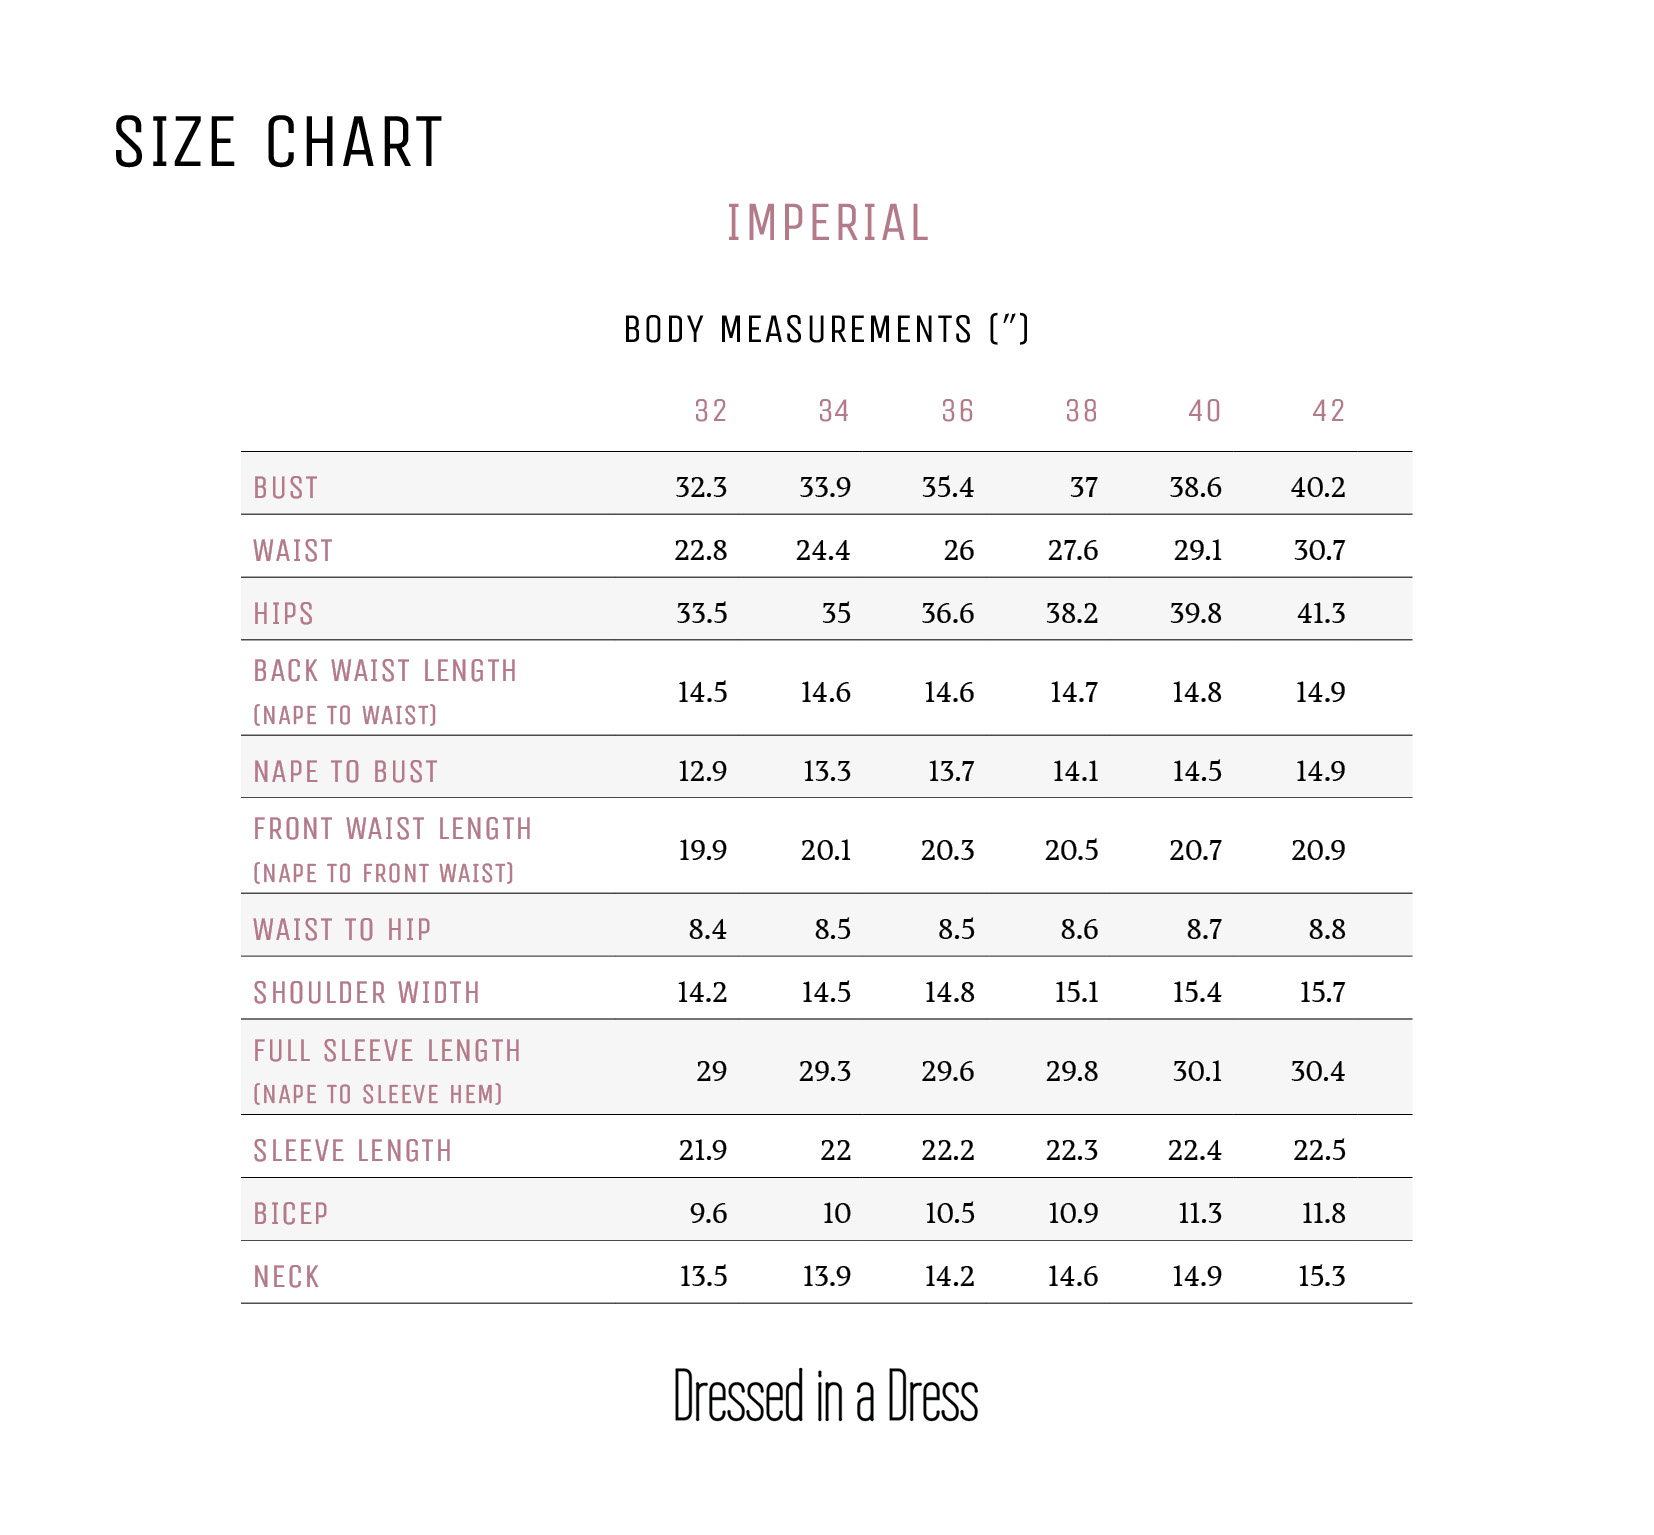 SIZE CHART
IMPERIAL
BODY MEASUREMENTS (")
32 34 36 38 40 42
BUST 32.3 33.9 35.4 37 38.6 40.2
WAIST 22.8 24.4 26 27.6 29.1 30.7
HIPS 33.5 35 36.6 38.2 39.8 41.3
BACK WAIST LENGTH
(NAPE TO WAIST) 14.5 14.6 14.6 14.7 14.8 14.9
NAPE TO BUST 12.9 13.3 13.7 14.1 14.5 14.9
FRONT WAIST LENGTH
(NAPE TO FRONT WAIST) 19.9 20.1 20.3 20.5 20.7 20.9
WAIST TO HIP 8.4 8.5 8.5 8.6 8.7 8.8
SHOULDER WIDTH 14.2 14.5 14.8 15.1 15.4 15.7
FULL SLEEVE LENGTH
(NAPE TO SLEEVE HEM) 29 29.3 29.6 29.8 30.1 30.4
SLEEVE LENGTH 21.9 22 22.2 22.3 22.4 22.5
BICEP 9.6 10 10.5 10.9 11.3 11.8
NECK 13.5 13.9 14.2 14.6 14.9 15.3
Dressed in a Dress